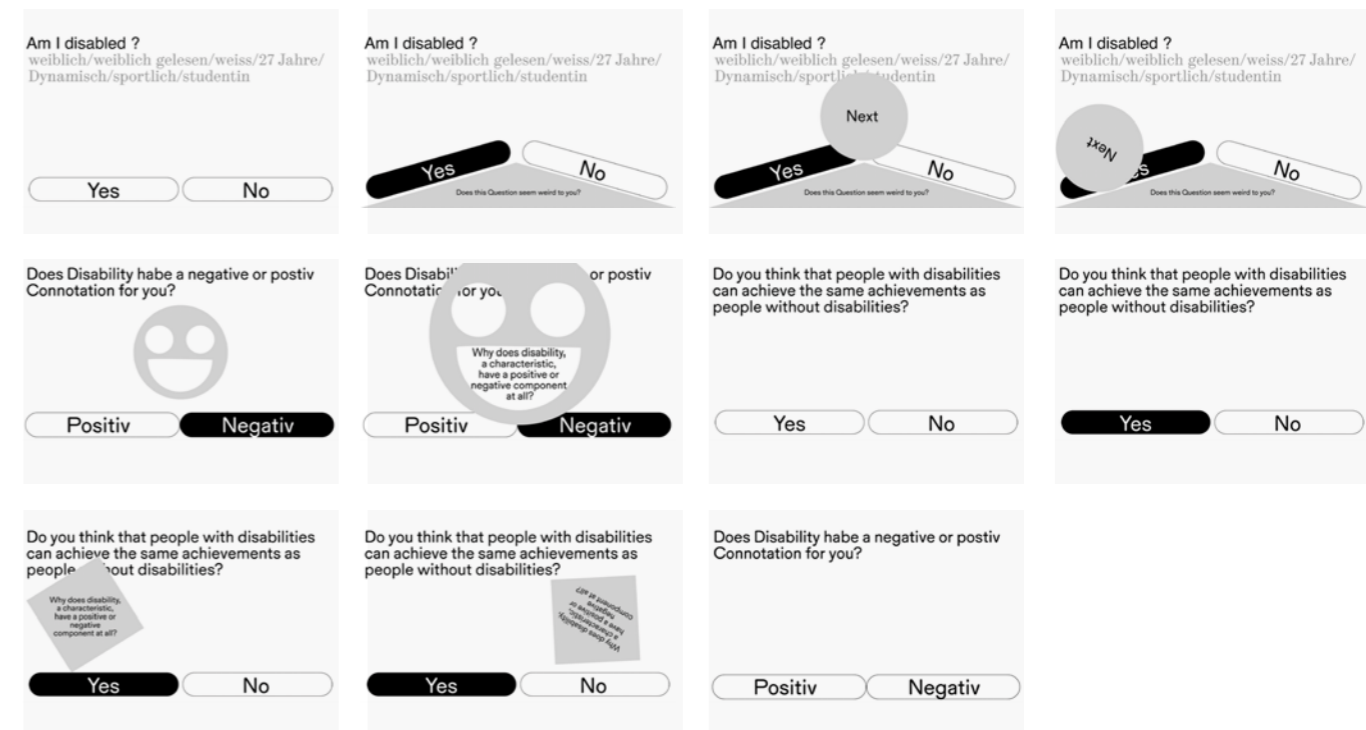 Am I disabled ?
weiblich/weiblich gelesen/weiss/27 Jahre/
Dynamisch/sportlich/studentin
Yes
No
Am I disabled ?
weiblich/weiblich gelesen/weiss/27 Jahre/
Dynamisch/sportlich/studentin
Yes
No
Does this Question seem weird to you?
Am I disabled ?
weiblich/weiblich gelesen/weiss/27 Jahre/
Next
Yes
No
Does this Question seem weird to you?
Am I disabled ?
weiblich/weiblich gelesen/weiss/27 Jahre/
Dynamisch/sportlich/studentin
Next
No
Does this Question seem weird to you?
Does Disability habe a negative or postiv
Connotation for you?
Positiv
Negativ
or postiv
Why does disability,
a characteristic,
have a positive or
negative component
at all?
Positiv
Negativ
Do you think that people with disabilities
can achieve the same achievements as
people without disabilities?
Yes
No
Do you think that people with disabilities
can achieve the same achievements as
people without disabilities?
Yes
No
Do you think that people with disabilities
can achieve the same achievements as
people disabilities?
Why does disability,
a characteristic,
have a positive or
negative
component at all?
Yes
No
Do you think that people with disabilities
can achieve the same achievements as
people without disabilities?
Why does disability,
a characteristic,
have a positive or
negative
component at all?
Yes
No
Does Disability habe a negative or postiv
Connotation for you?
Positiv
Negativ